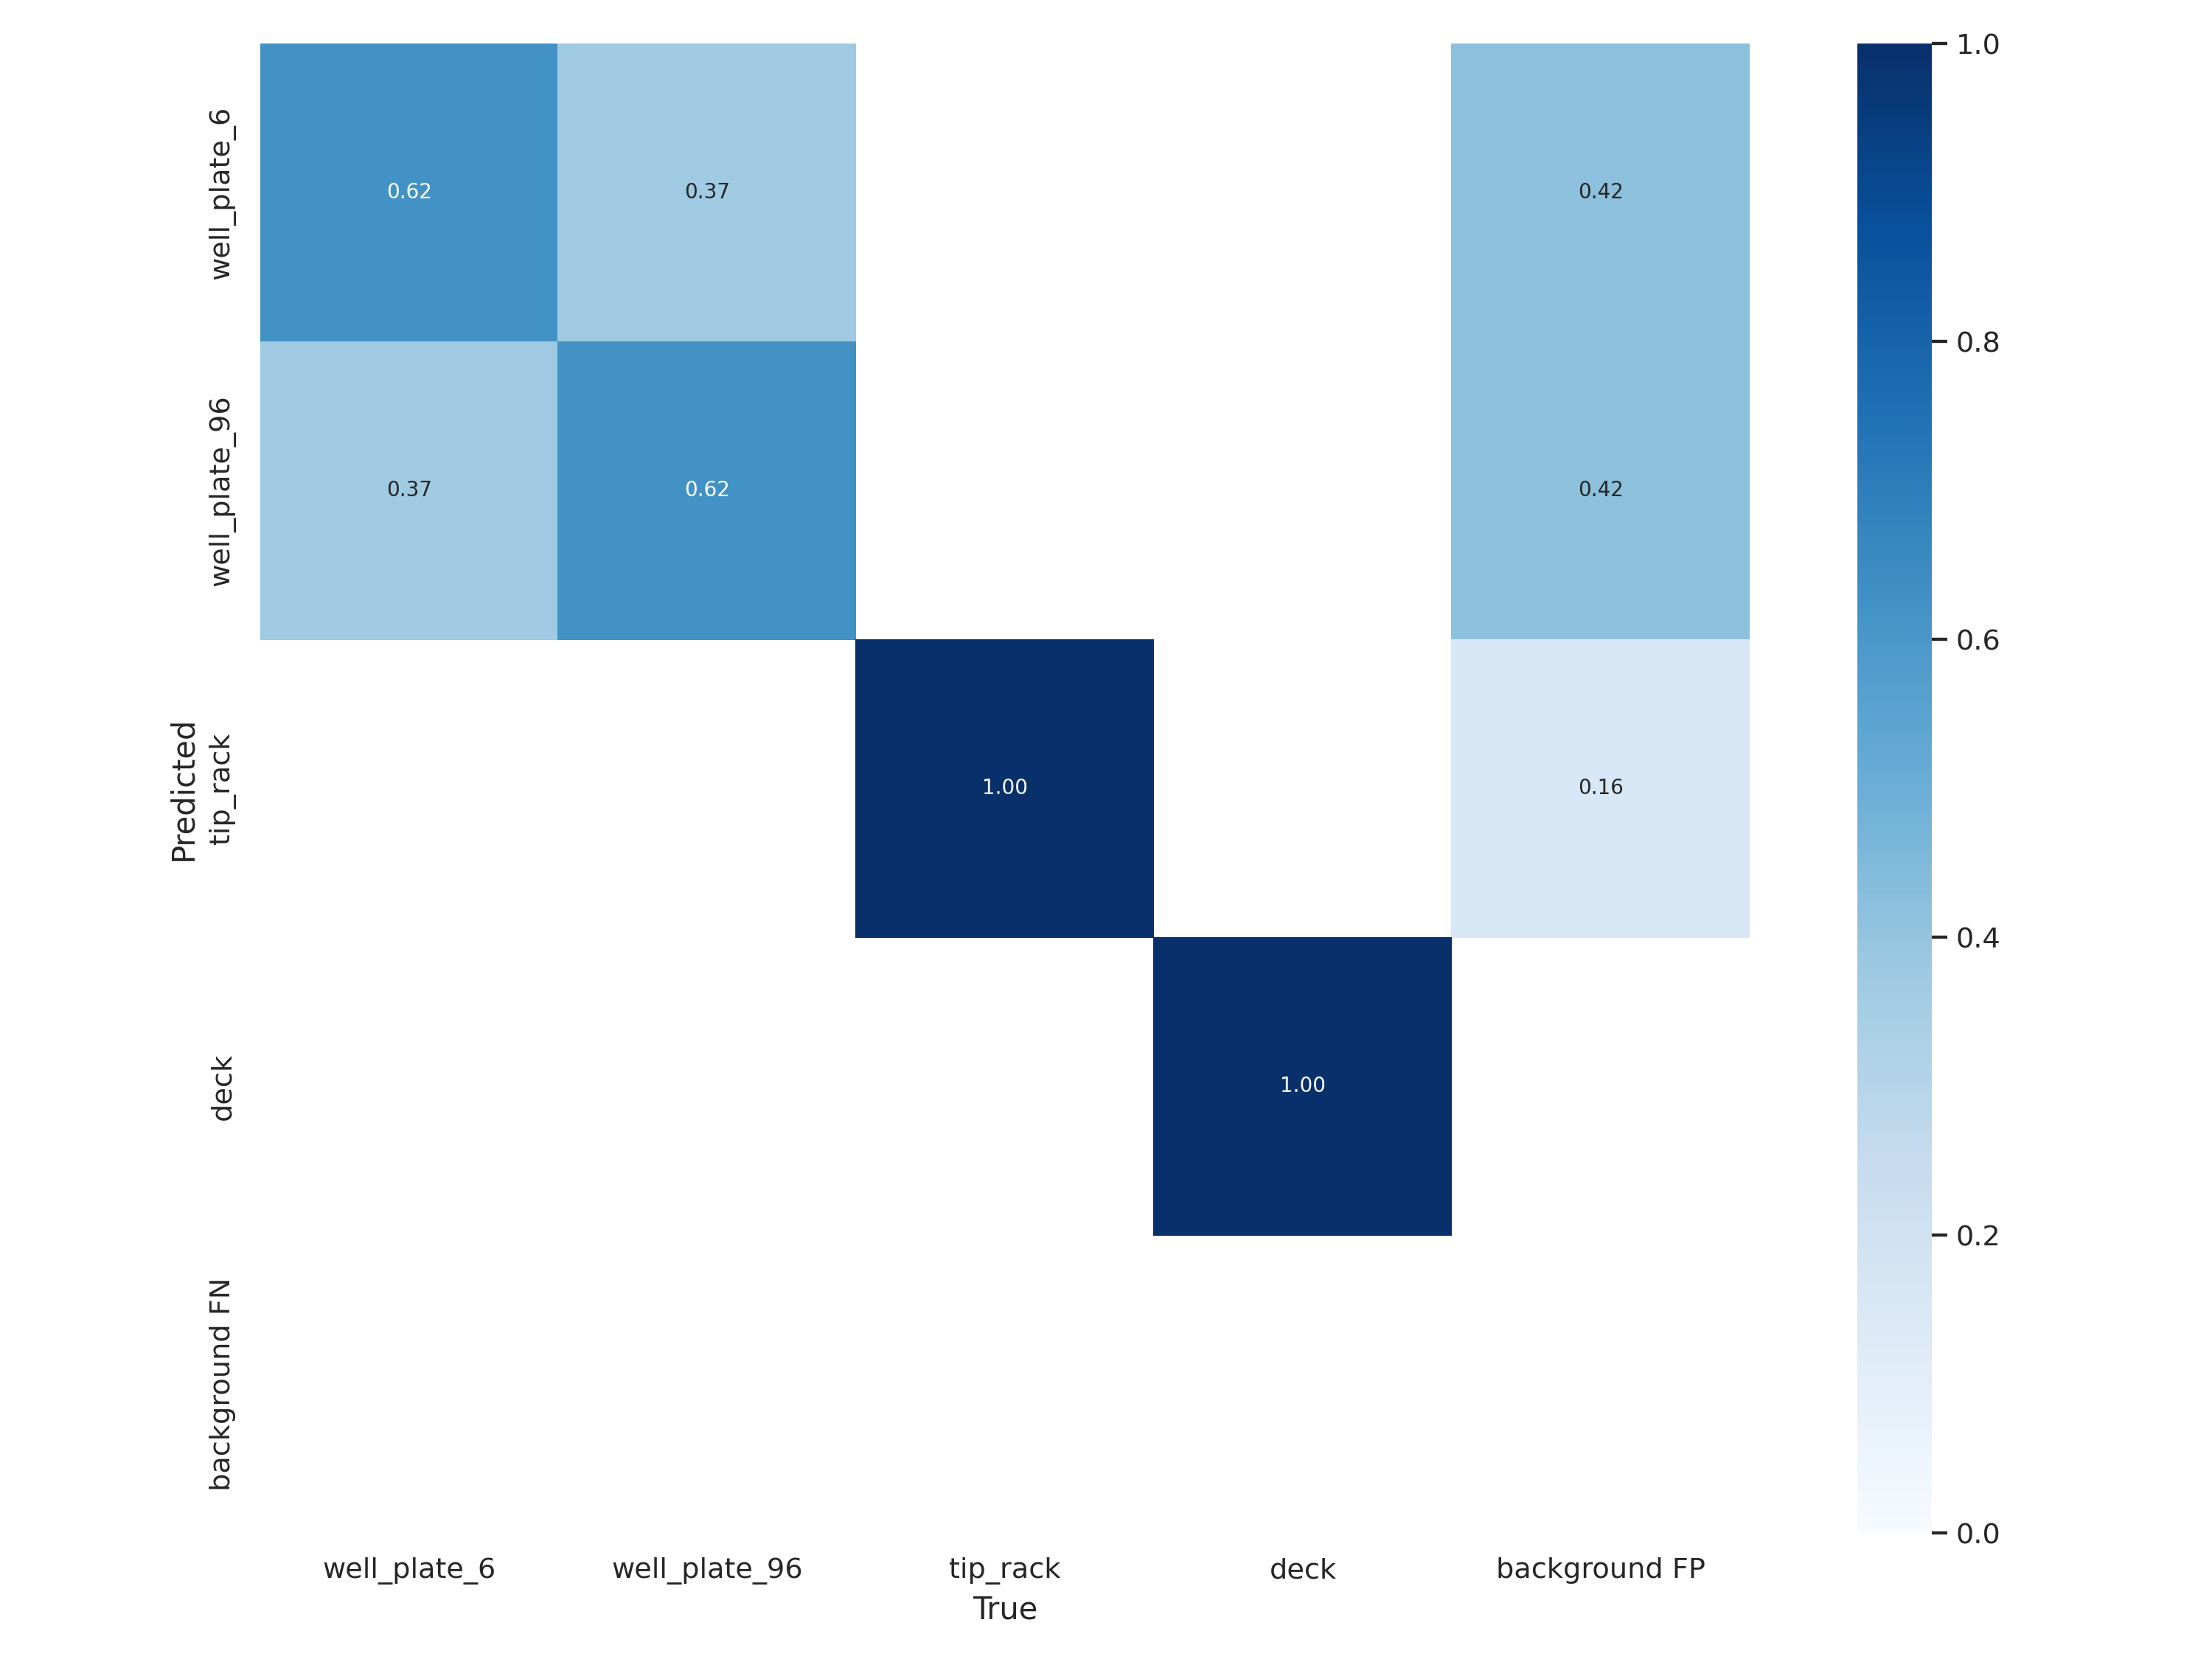 1.0
well_plate_6
0.62
0.37
0.42
0.8
well_plate_96
0.37
0.62
0.42
0.6
Predicted
tip_rack
1.00
0.16
0.4
deck
1.00
0.2
background FN
0.0
well_plate_6
well_plate_96
tip_rack
deck
background FP
True